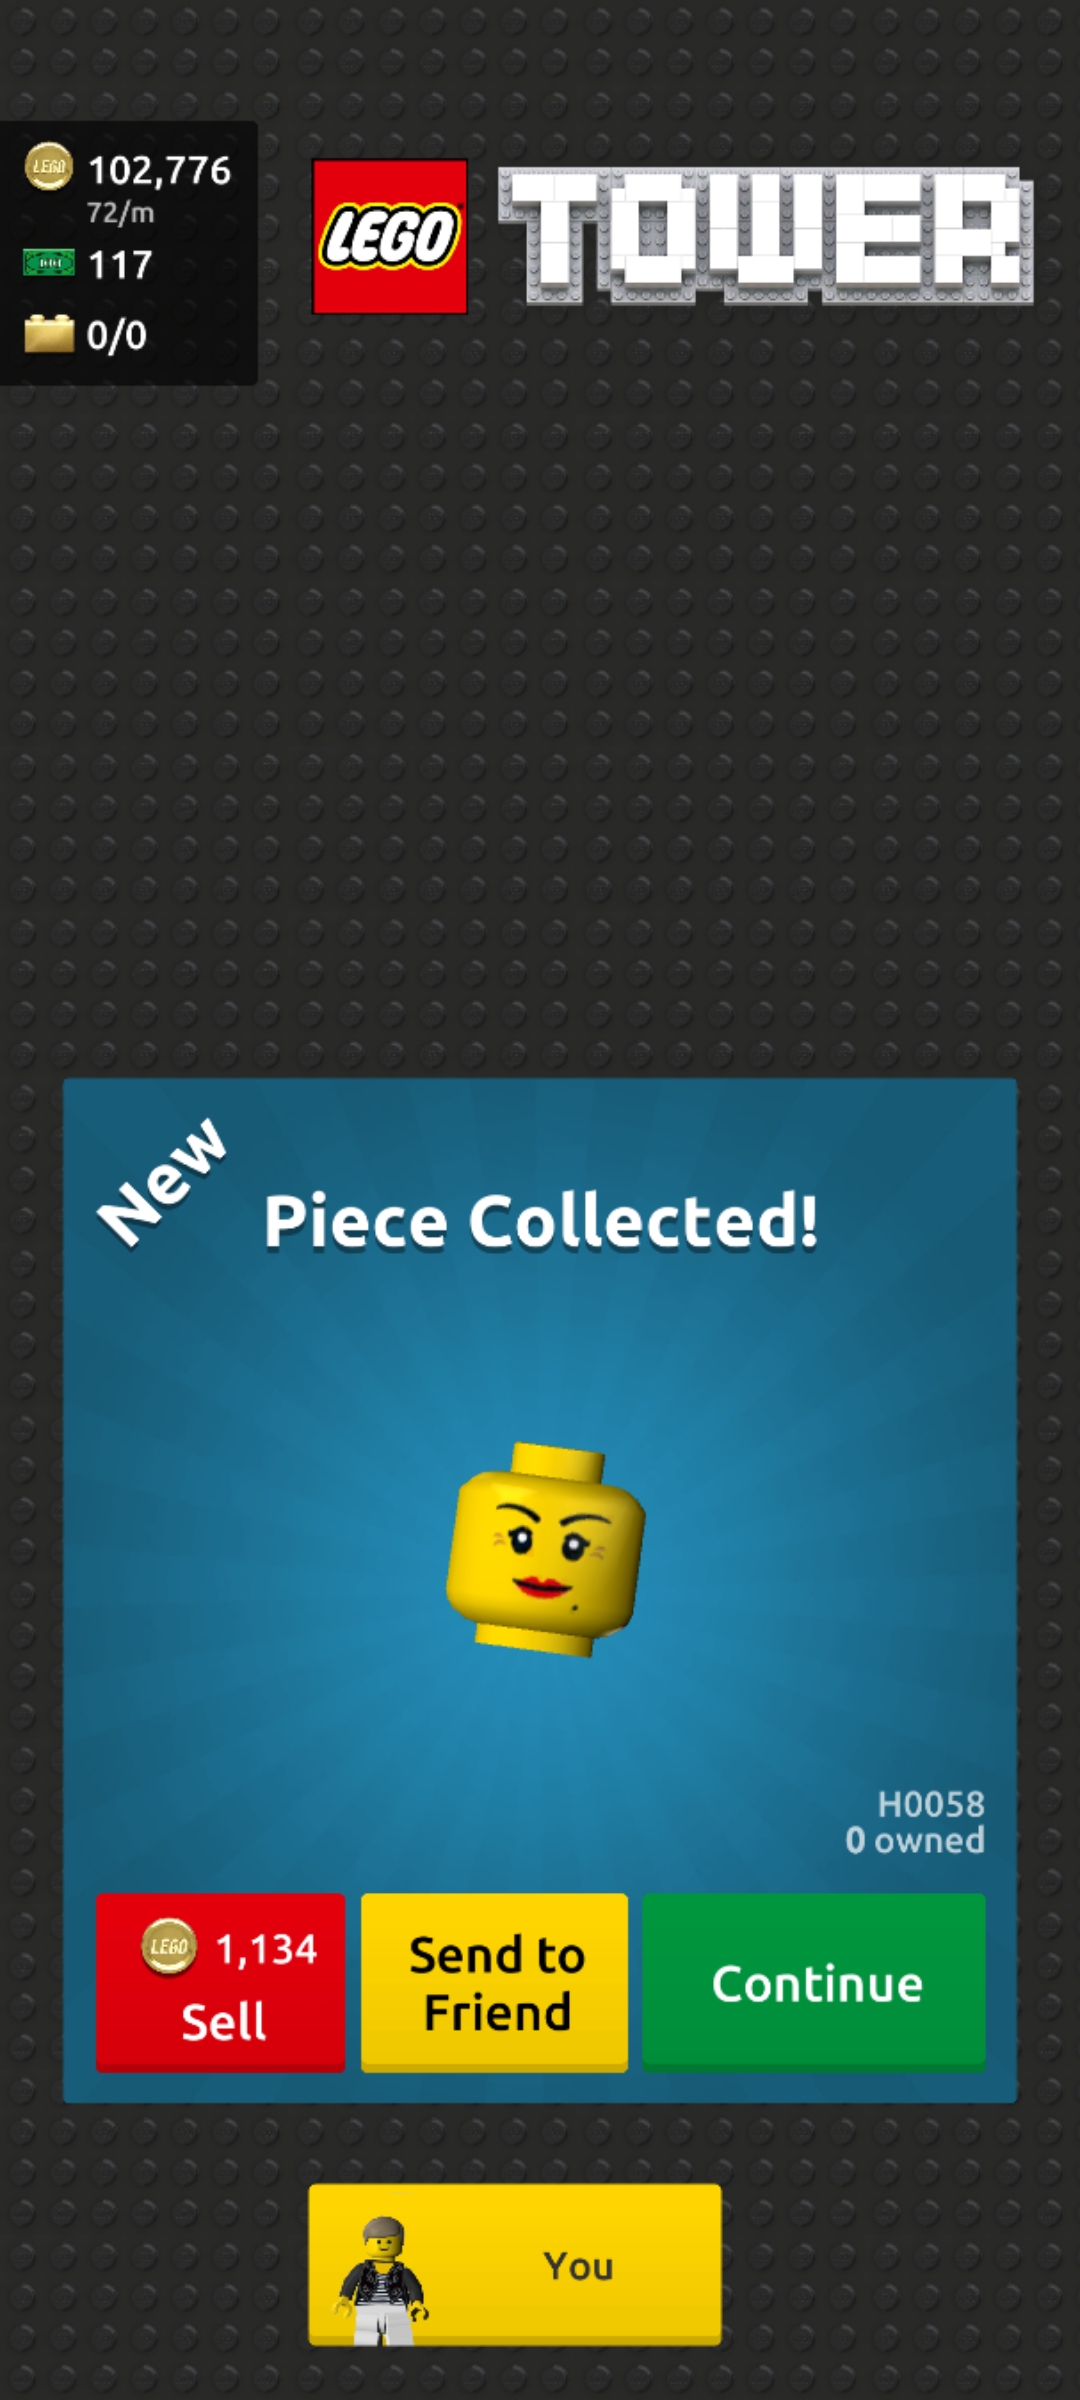 LEGO 102,776
72/m
117
0/0
LEGO TOWER
New
Piece Collected!
H0058
0 owned
LEGO 1,134
Sell
Send to
Friend
Continue
You